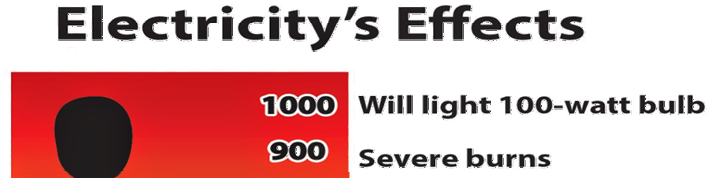 Electricity's Effects
1000 Will light 100-watt bulb
900 Severe burns